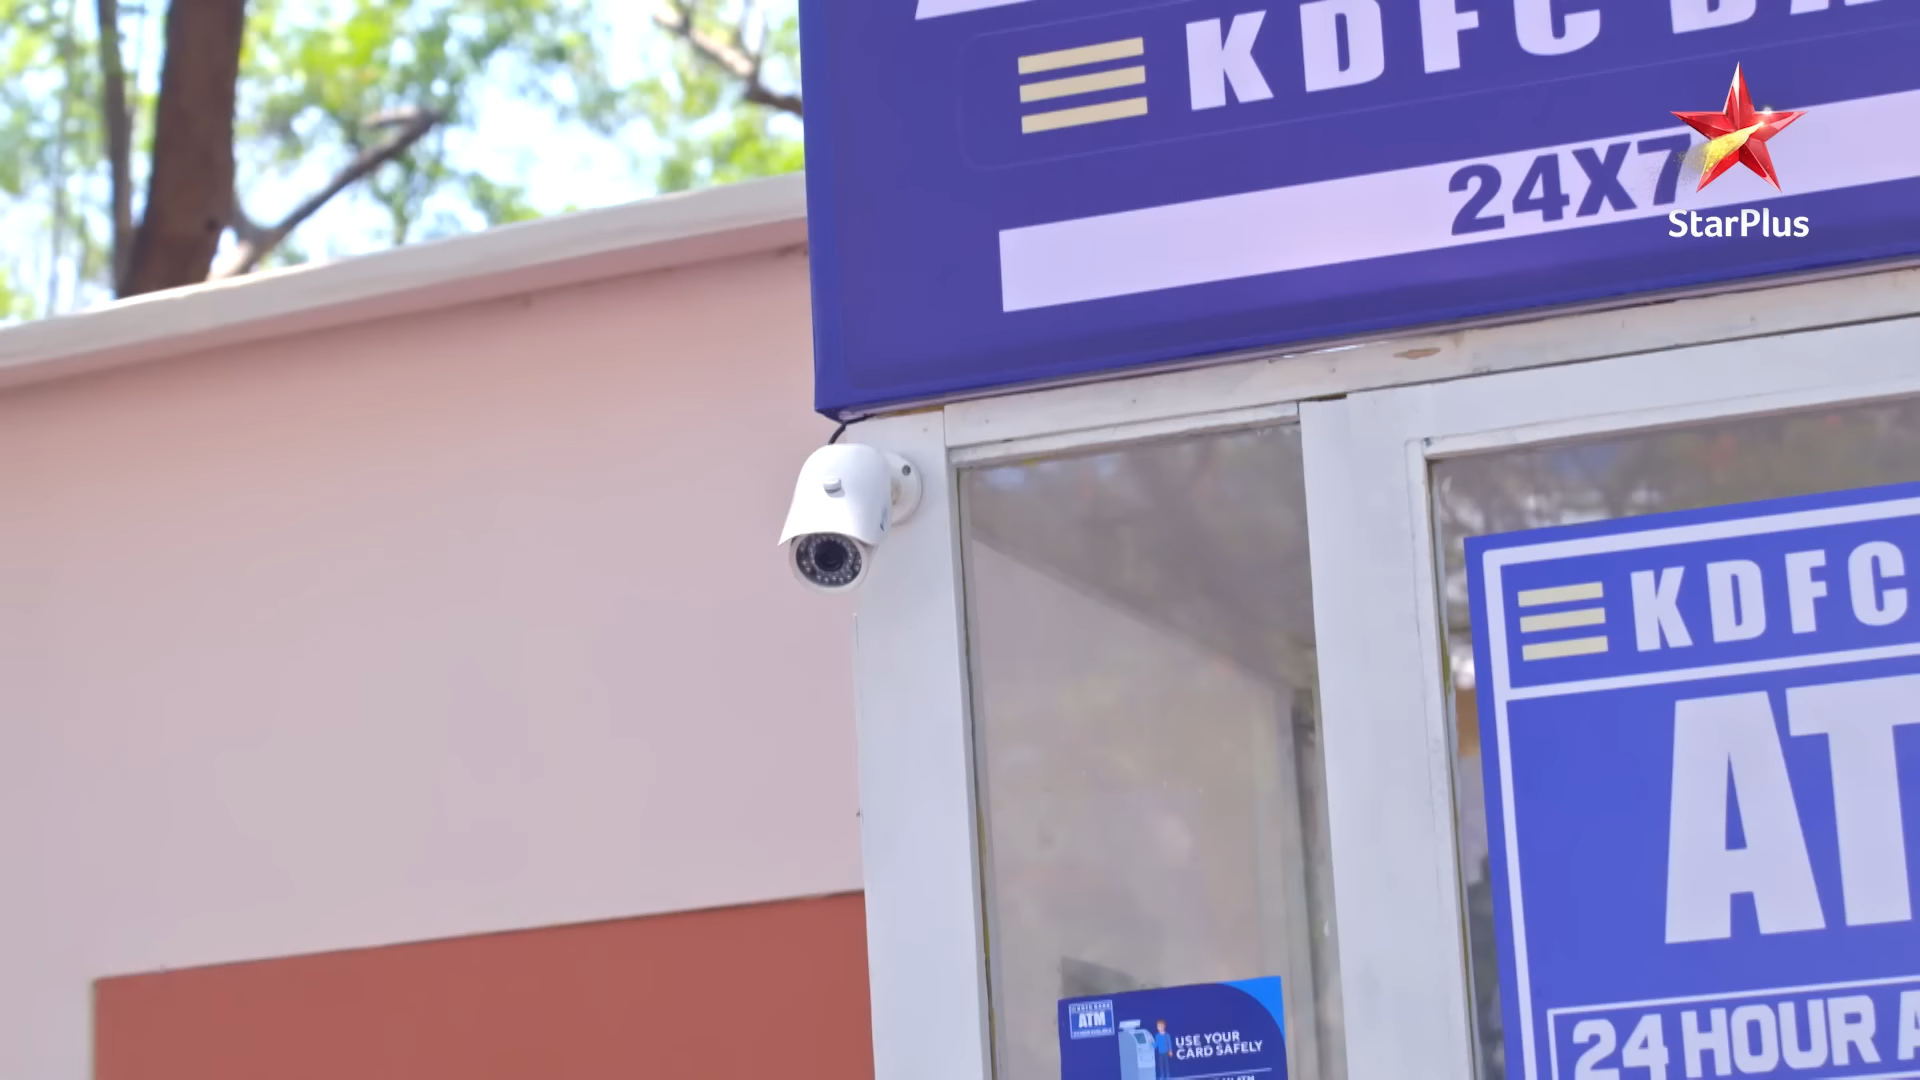 KDFC
24X7
StarPlus
KDFC
AT
24 HOUR A
ATM
USE YOUR
CARD SAFELY